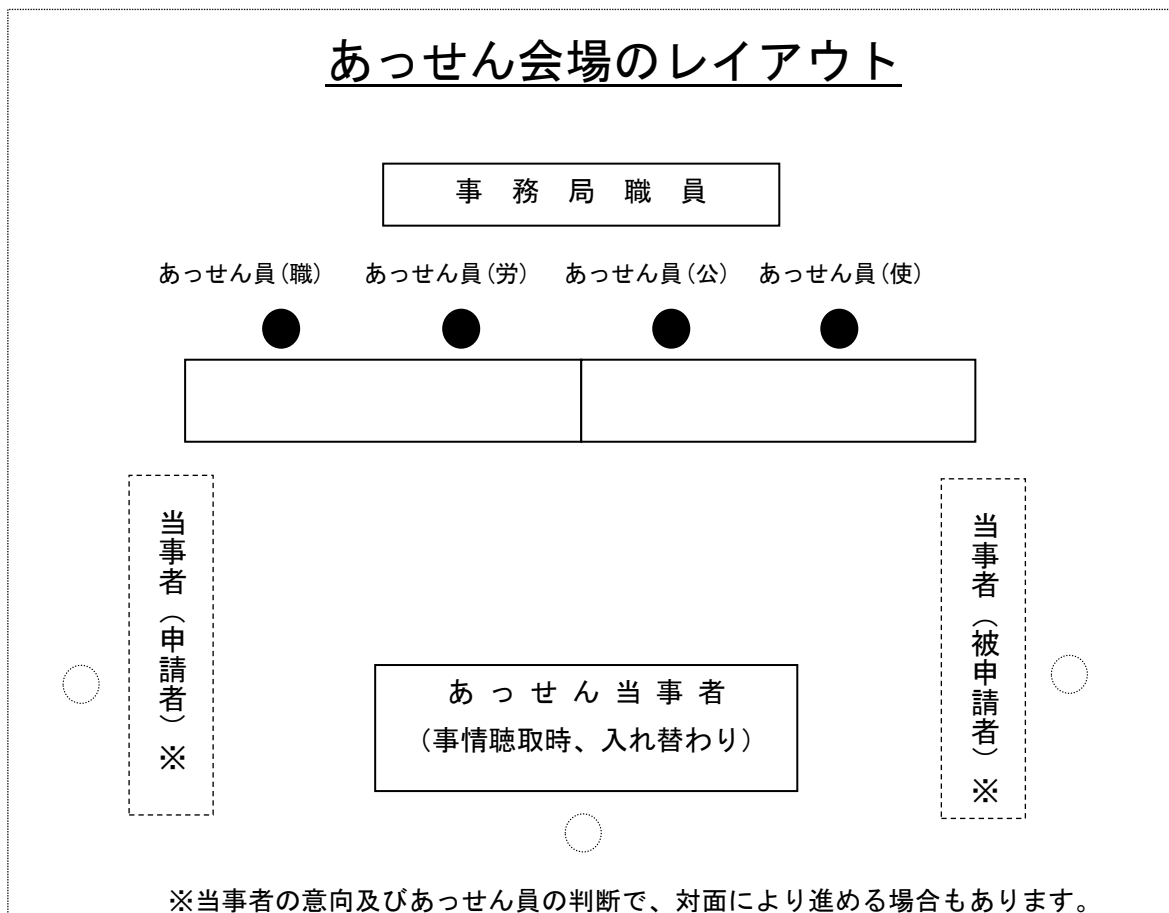 あっせん会場のレイアウト
事務局職員
あっせん員(職) あっせん員(労) あっせん員(公) あっせん員(使)
当事者(申請者)※
当事者(被申請者)※
あっせん当事者
(事情聴取時、入れ替わり)
※当事者の意向及びあっせん員の判断で、対面により進める場合もあります。